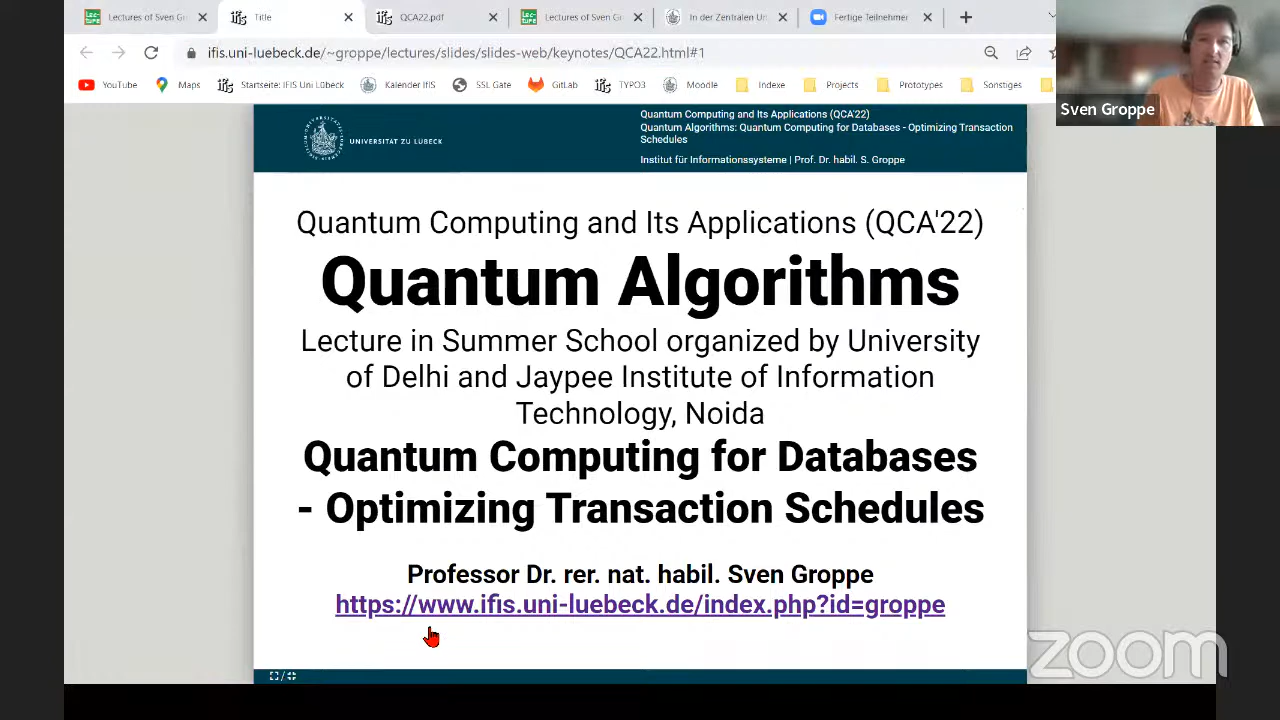 Lectures of Sven Gr
Title
QCA22.pdf
Lectures of Sven Gr
In der Zentralen Un
Fertige Teilnehmer
ifis.uni-luebeck.de/~groppe/lectures/slides/slides-web/keynotes/QCA22.html#1
YouTube
Maps
Startseite: IFIS Uni Lübeck
Kalender IFIS
SSL Gate
GitLab
TYPO3
Moodle
Indexe
Projects
Prototypes
Sonstiges
Sven Groppe
UNIVERSITÄT ZU LÜBECK
Quantum Computing and Its Applications (QCA'22)
Quantum Algorithms: Quantum Computing for Databases - Optimizing Transaction
Schedules
Institut für Informationssysteme | Prof. Dr. habil. S. Groppe
Quantum Computing and Its Applications (QCA'22)
Quantum Algorithms
Lecture in Summer School organized by University
of Delhi and Jaypee Institute of Information
Technology, Noida
Quantum Computing for Databases
- Optimizing Transaction Schedules
Professor Dr. rer. nat. habil. Sven Groppe
https://www.ifis.uni-luebeck.de/index.php?id=groppe
zoom